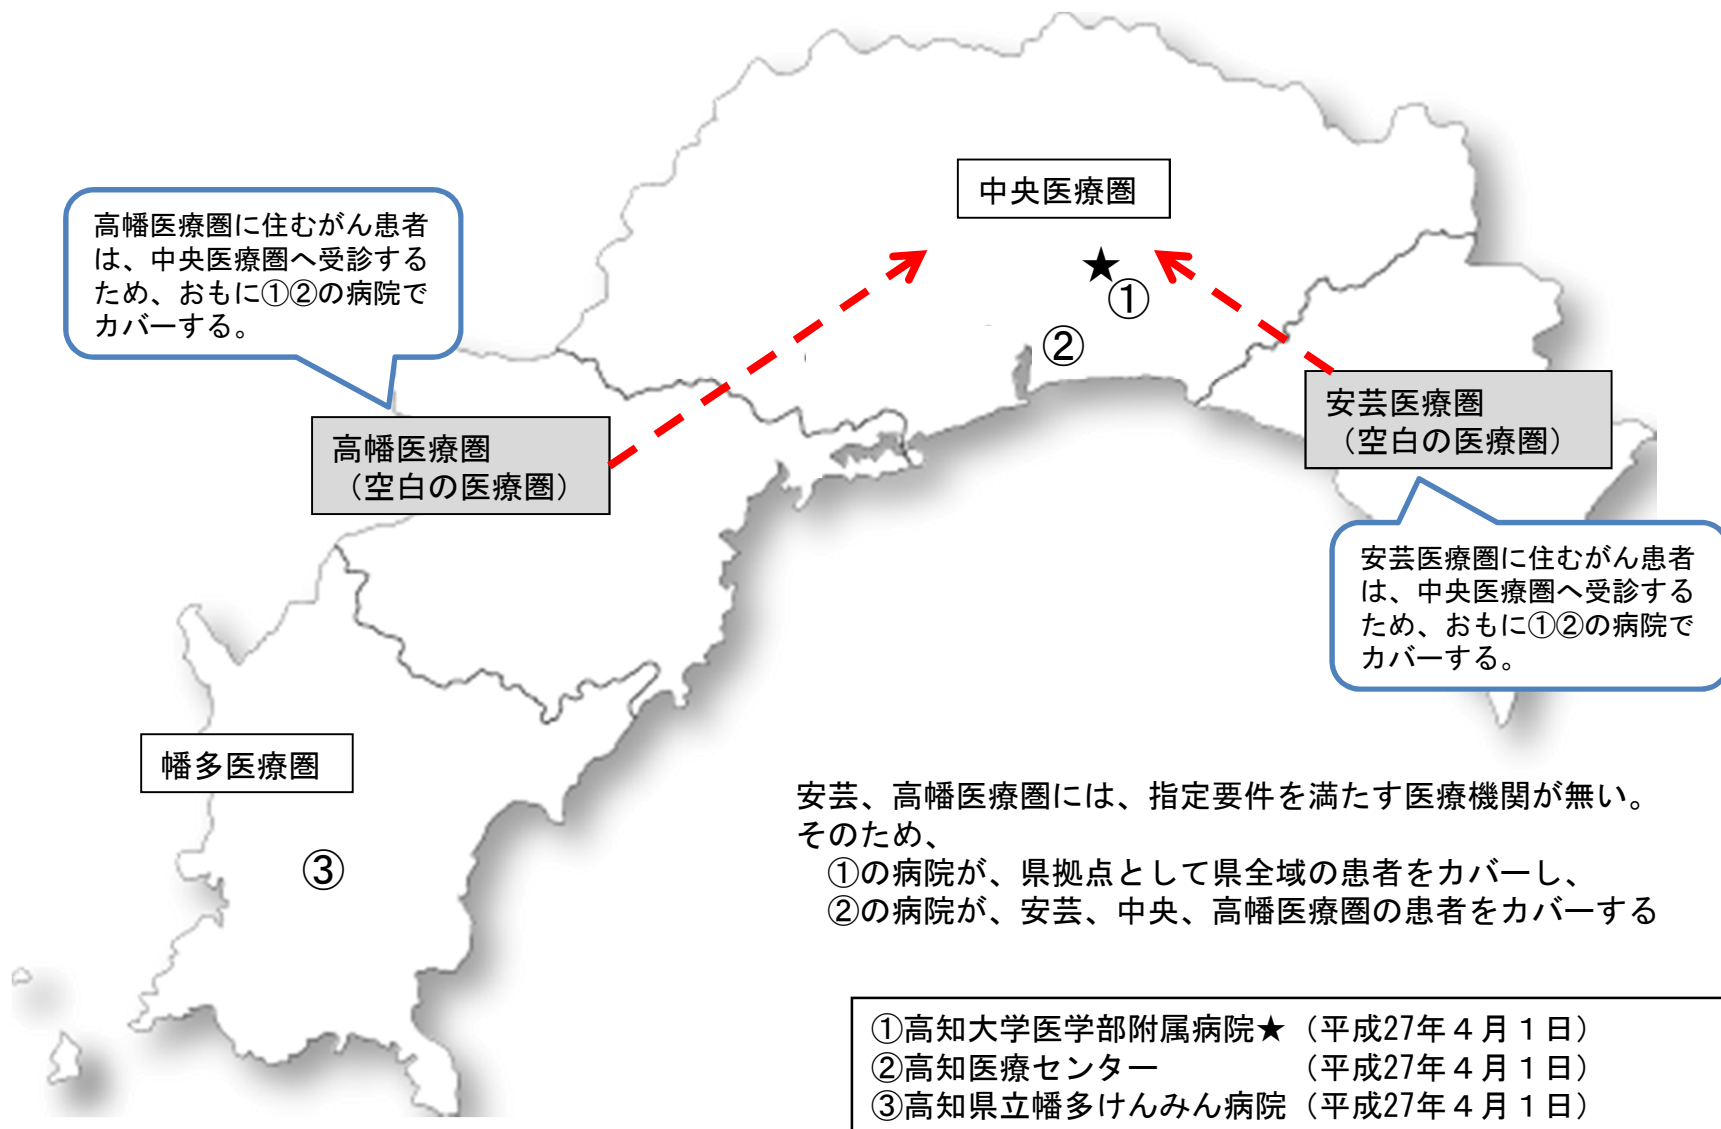 中央医療圏
高幡医療圏に住むがん患者
は、中央医療圏へ受診する
ため、おもに①②の病院で
カバーする。
★
①
②
高幡医療圏
（空白の医療圏）
安芸医療圏
（空白の医療圏）
安芸医療圏に住むがん患者
は、中央医療圏へ受診する
ため、おもに①②の病院で
カバーする。
幡多医療圏
③
安芸、高幡医療圏には、指定要件を満たす医療機関が無い。
そのため、
①の病院が、県拠点として県全域の患者をカバーし、
②の病院が、安芸、中央、高幡医療圏の患者をカバーする
①高知大学医学部附属病院★（平成27年４月１日）
②高知医療センター　　　　（平成27年４月１日）
③高知県立幡多けんみん病院（平成27年４月１日）